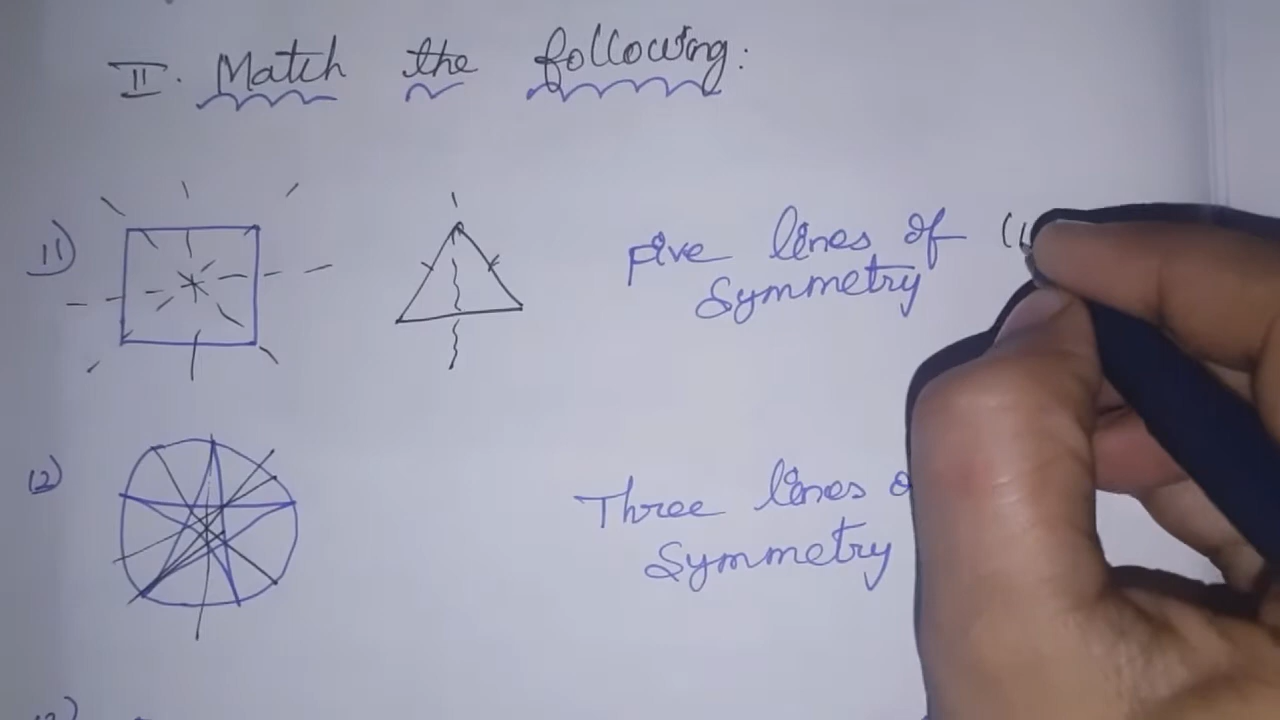 II. Match the following:
11)
Five lines of
Symmetry
12)
Three lines
Symmetry